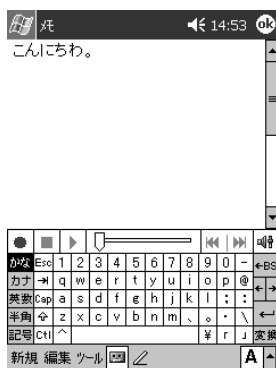 メモ 14:53 ok
こんにちわ。
かな Esc 1 2 3 4 5 6 7 8 9 0 - ←BS
カナ →| q w e r t y u i o p @ ← →
英数 Cap a s d f g h j k l ; :
半角 ⇧ z x c v b n m 、 。 ・ \ ↵
記号 Ctl ^ ¥ 「 」 変換
新規 編集 ツール A